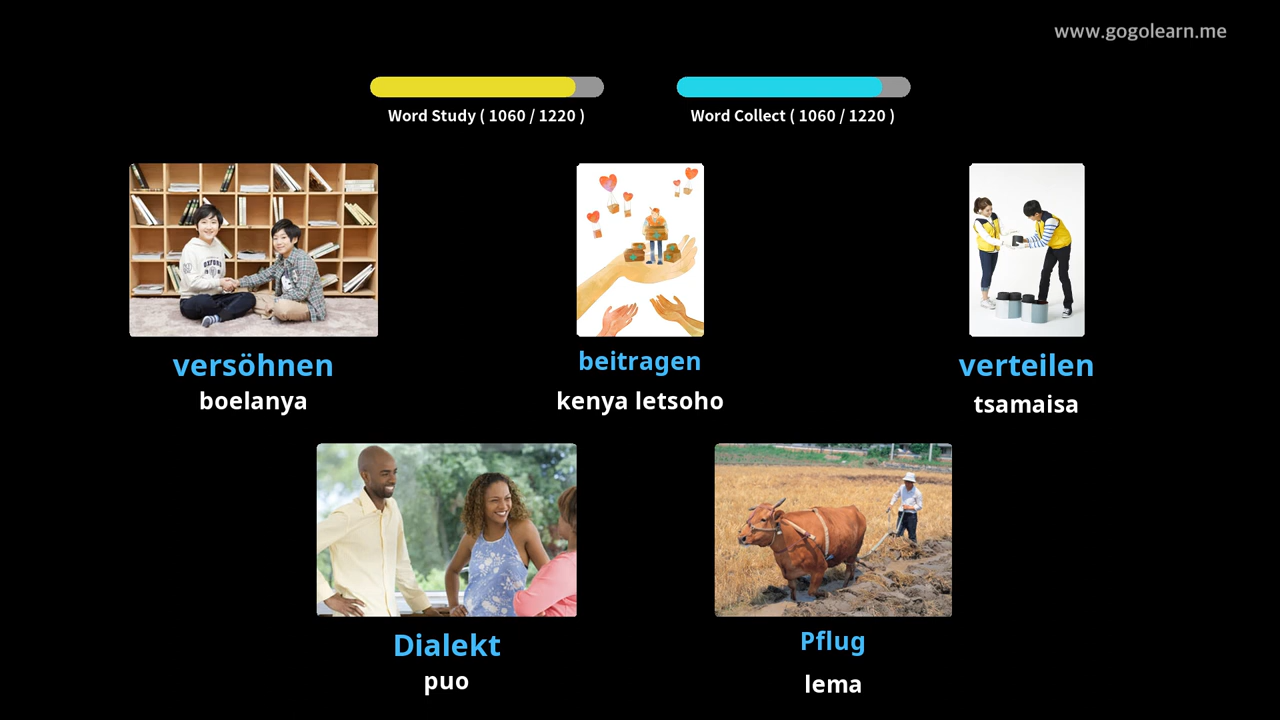 www.gogolearn.me
Word Study ( 1060 / 1220 )
Word Collect ( 1060 / 1220 )
versöhnen
boelanya
beitragen
kenya letsoho
verteilen
tsamaisa
Dialekt
puo
Pflug
lema